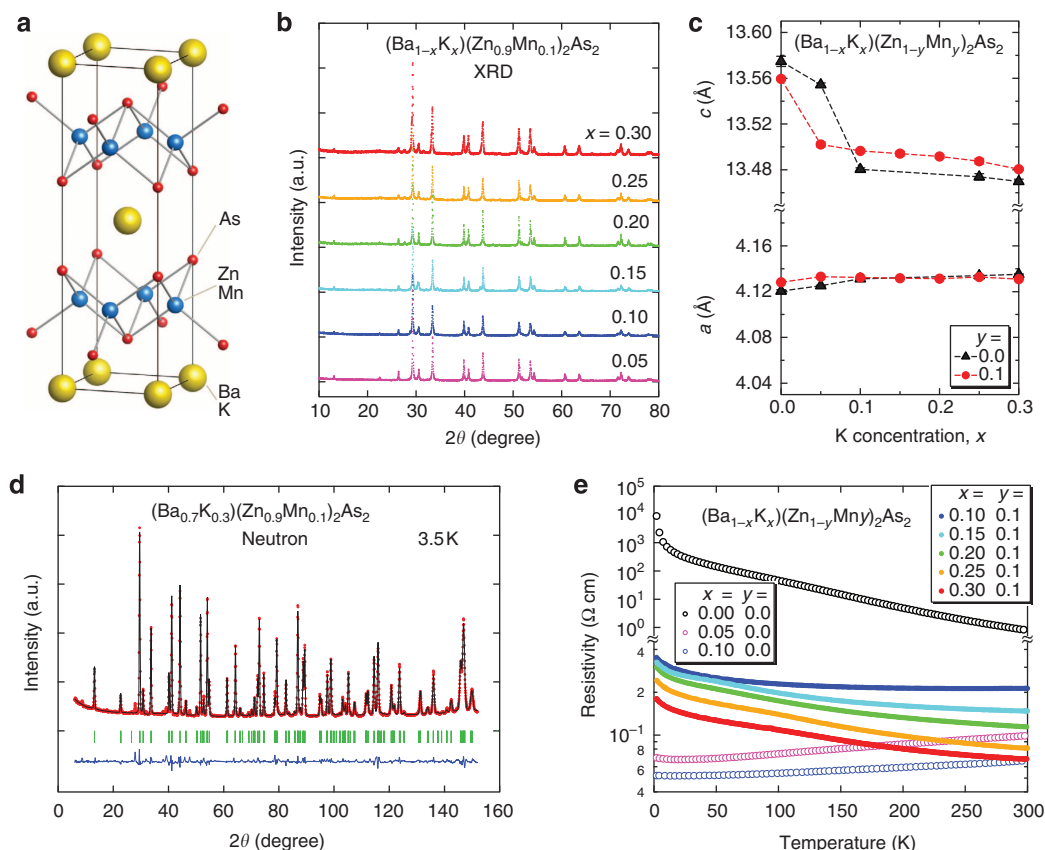 a
As
Zn
Mn
Ba
K
b
(Ba1−xKx)(Zn0.9Mn0.1)2As2
XRD
x = 0.30
0.25
0.20
0.15
0.10
0.05
Intensity (a.u.)
10 20 30 40 50 60 70 80
2θ (degree)
c
(Ba1−xKx)(Zn1−yMny)2As2
13.60
13.56
13.52
13.48
c (Å)
4.16
4.12
4.08
4.04
a (Å)
y =
0.0
0.1
0.0 0.1 0.2 0.3
K concentration, x
d
(Ba0.7K0.3)(Zn0.9Mn0.1)2As2
Neutron 3.5 K
Intensity (a.u.)
0 20 40 60 80 100 120 140 160
2θ (degree)
e
(Ba1−xKx)(Zn1−yMny)2As2
10^5
10^4
10^3
10^2
10^1
10^0
4
2
10^−1
8
6
4
Resistivity (Ω cm)
x = y =
0.10 0.1
0.15 0.1
0.20 0.1
0.25 0.1
0.30 0.1
x = y =
0.00 0.0
0.05 0.0
0.10 0.0
0 50 100 150 200 250 300
Temperature (K)